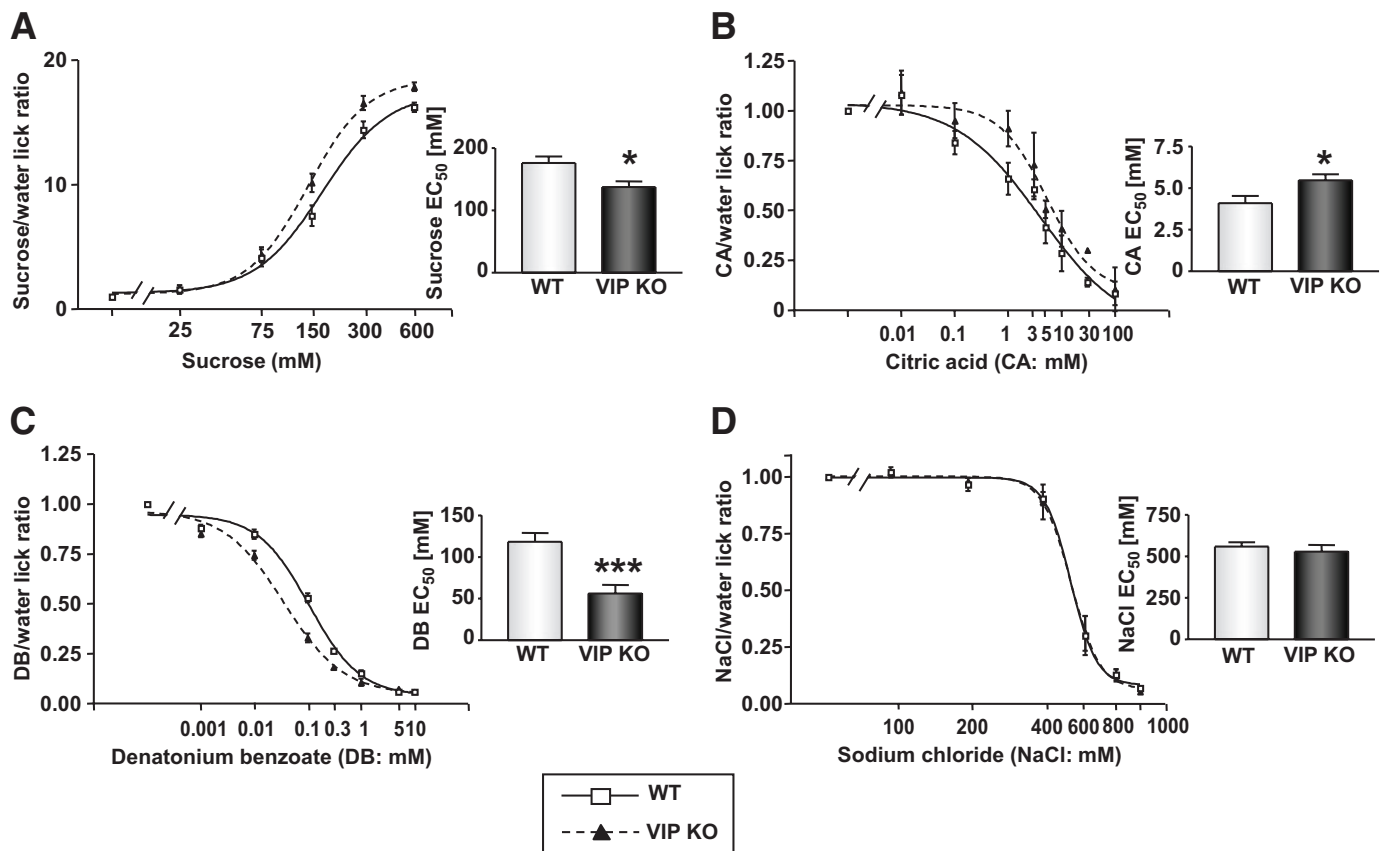 A
Sucrose/water lick ratio
20
10
0
25 75 150 300 600
Sucrose (mM)
Sucrose EC50 [mM]
200
100
0
*
WT VIP KO
B
CA/water lick ratio
1.25
1.00
0.75
0.50
0.25
0
0.01 0.1 1 3 5 10 30 100
Citric acid (CA: mM)
CA EC50 [mM]
7.5
5.0
2.5
0
*
WT VIP KO
C
DB/water lick ratio
1.25
1.00
0.75
0.50
0.25
0.00
0.001 0.01 0.1 0.3 1 5 10
Denatonium benzoate (DB: mM)
DB EC50 [mM]
150
100
50
0
***
WT VIP KO
D
NaCl/water lick ratio
1.00
0.75
0.50
0.25
0.00
100 200 400 600 800 1000
Sodium chloride (NaCl: mM)
NaCl EC50 [mM]
750
500
250
0
WT VIP KO
WT
VIP KO